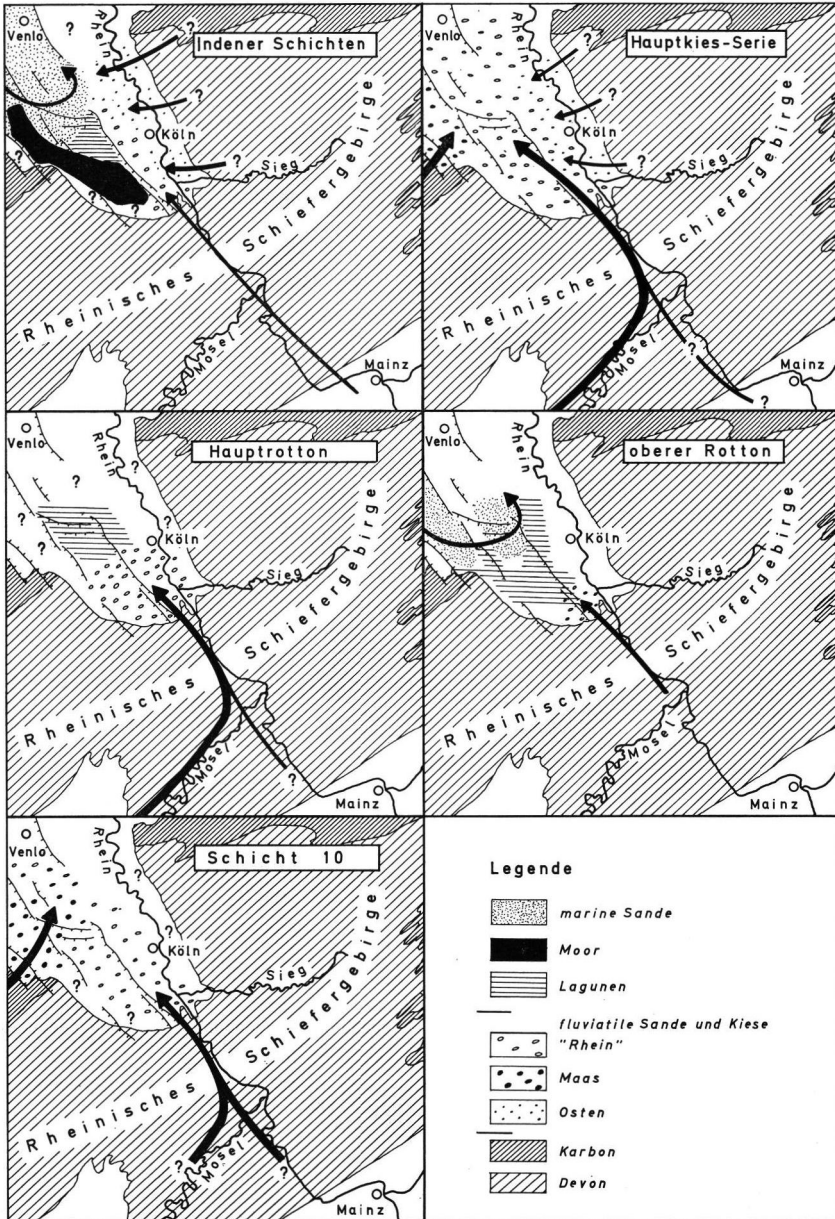 Indener Schichten
Venlo
Rhein
?
?
?
?
Köln
?
Sieg
?
?
?
Rheinisches Schiefergebirge
Mosel
Mainz
Hauptkies-Serie
Venlo
Rhein
?
?
Köln
?
?
Sieg
Rheinisches Schiefergebirge
?
Mosel
Mainz
?
Hauptrotton
Venlo
Rhein
?
?
?
?
Köln
?
Sieg
Rheinisches Schiefergebirge
Mosel
?
Mainz
oberer Rotton
Venlo
Rhein
Köln
Sieg
Rheinisches Schiefergebirge
Mosel
Mainz
Schicht 10
Venlo
Rhein
?
?
Köln
?
Sieg
Rheinisches Schiefergebirge
?
?
Mosel
?
Mainz
Legende
marine Sande
Moor
Lagunen
fluviatile Sande und Kiese
"Rhein"
Maas
Osten
Karbon
Devon